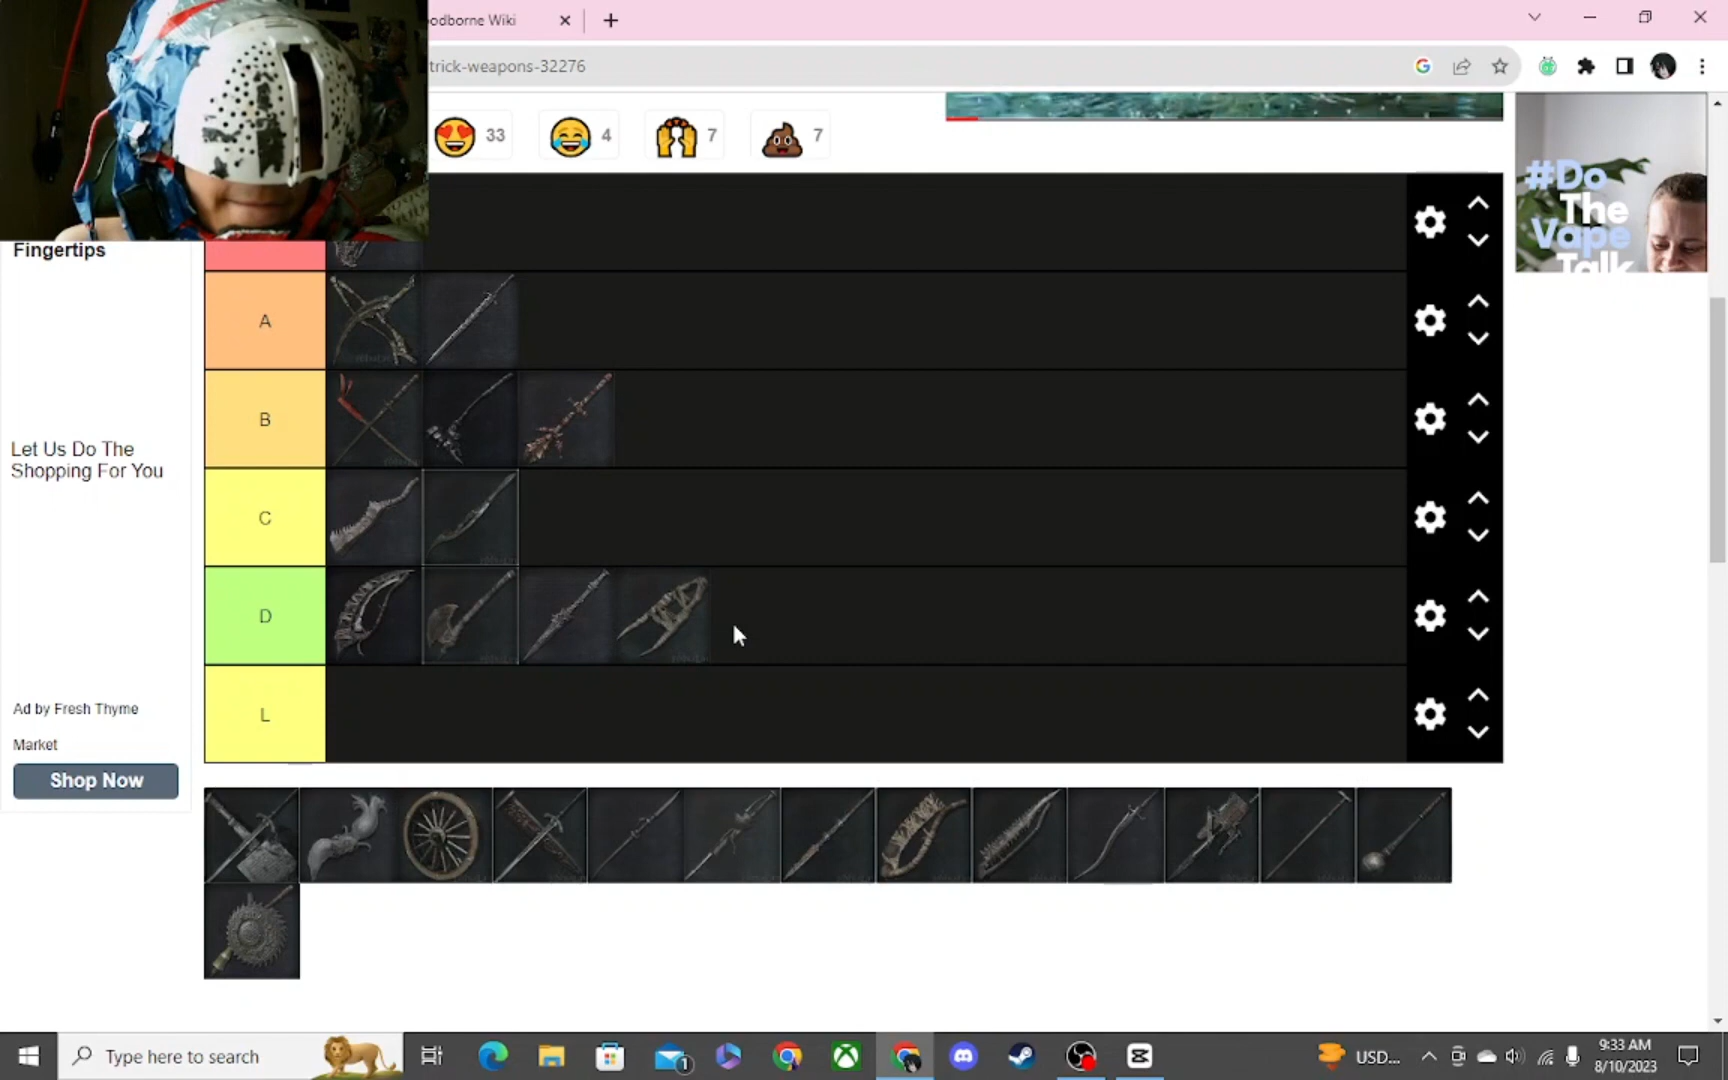 odborne Wiki
trick-weapons-32276
33
4
7
7
#Do
The
Vape
Talk
Fingertips
Let Us Do The
Shopping For You
Ad by Fresh Thyme
Market
Shop Now
A
B
C
D
L
Type here to search
1
USD...
9:33 AM
8/10/2023